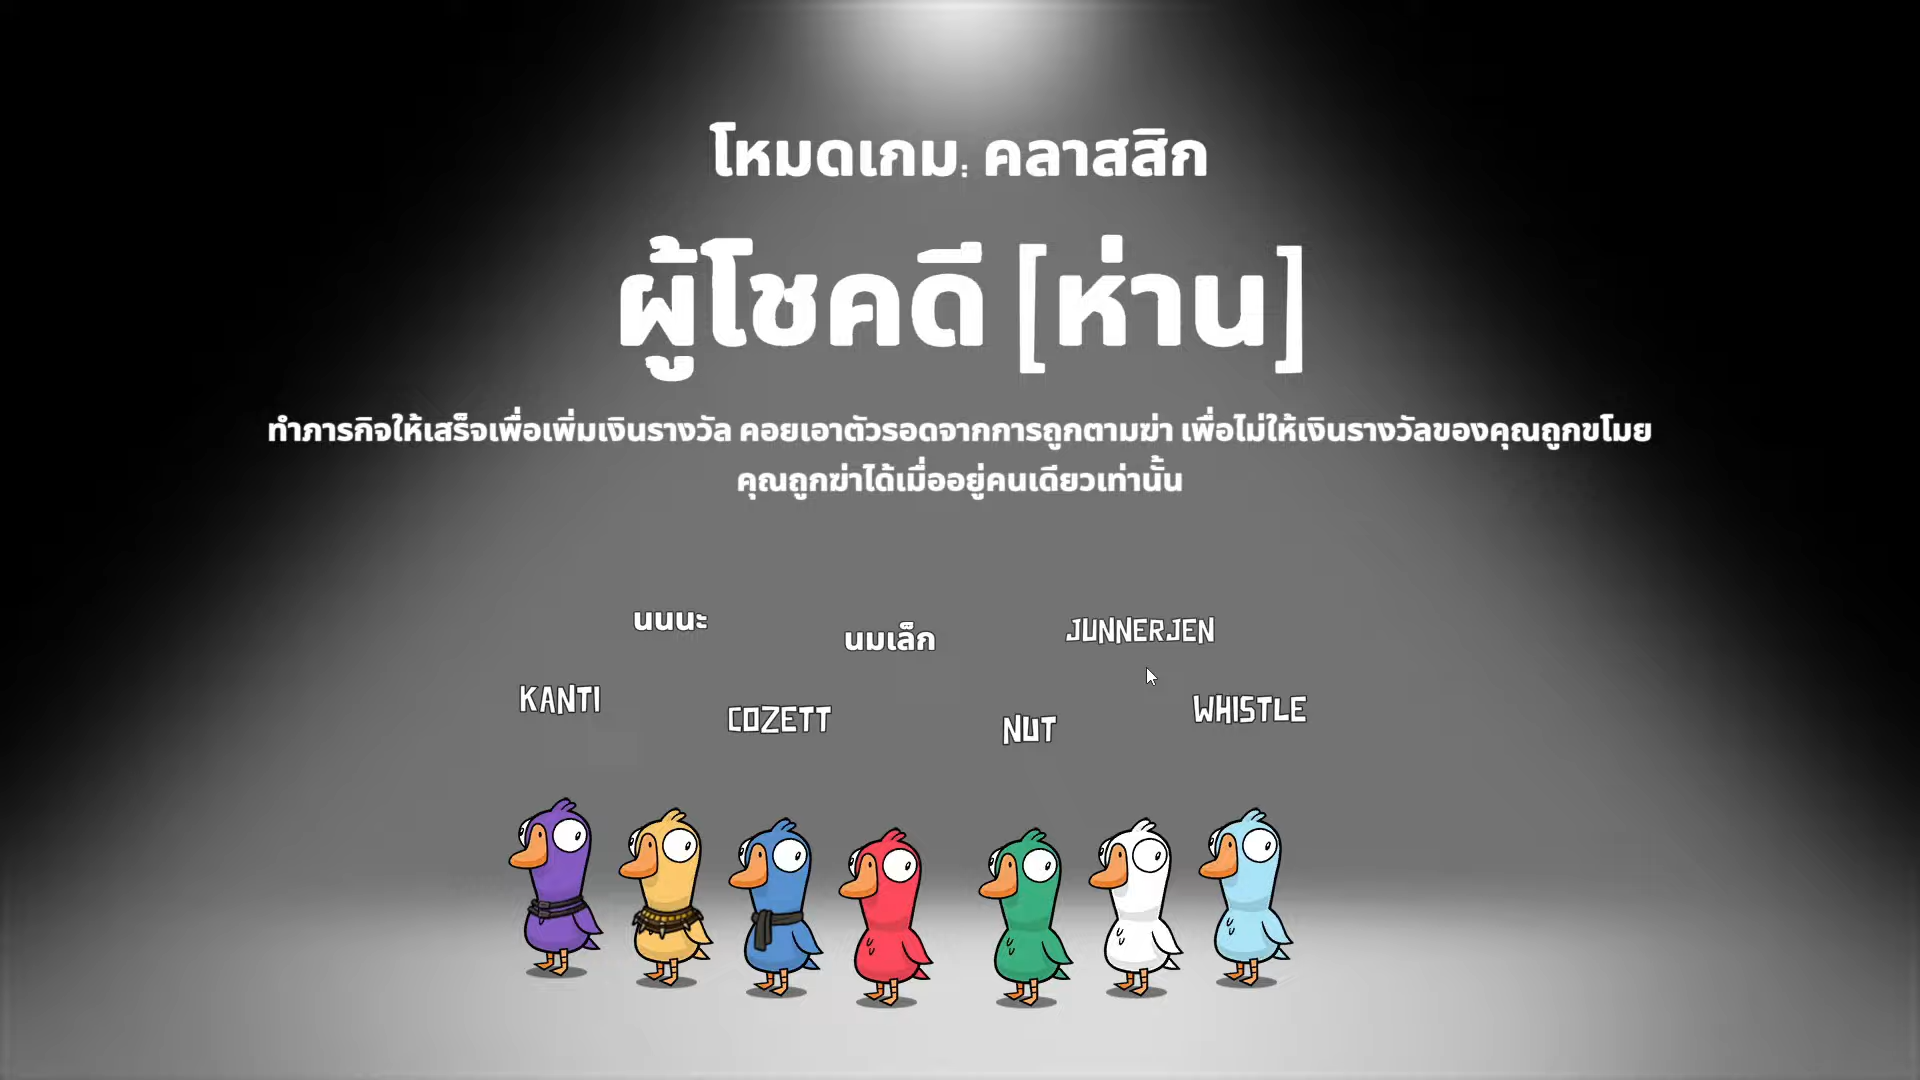 โหมดเกม: คลาสสิก
ผู้โชคดี [ห่าน]
ทำภารกิจให้เสร็จเพื่อเพิ่มเงินรางวัล คอยเอาตัวรอดจากการถูกตามฆ่า เพื่อไม่ให้เงินรางวัลของคุณถูกขโมย
คุณถูกฆ่าได้เมื่ออยู่คนเดียวเท่านั้น
นนนะ
นมเล็ก
JUNNERJEN
KANTI
COZETT
NUT
WHISTLE